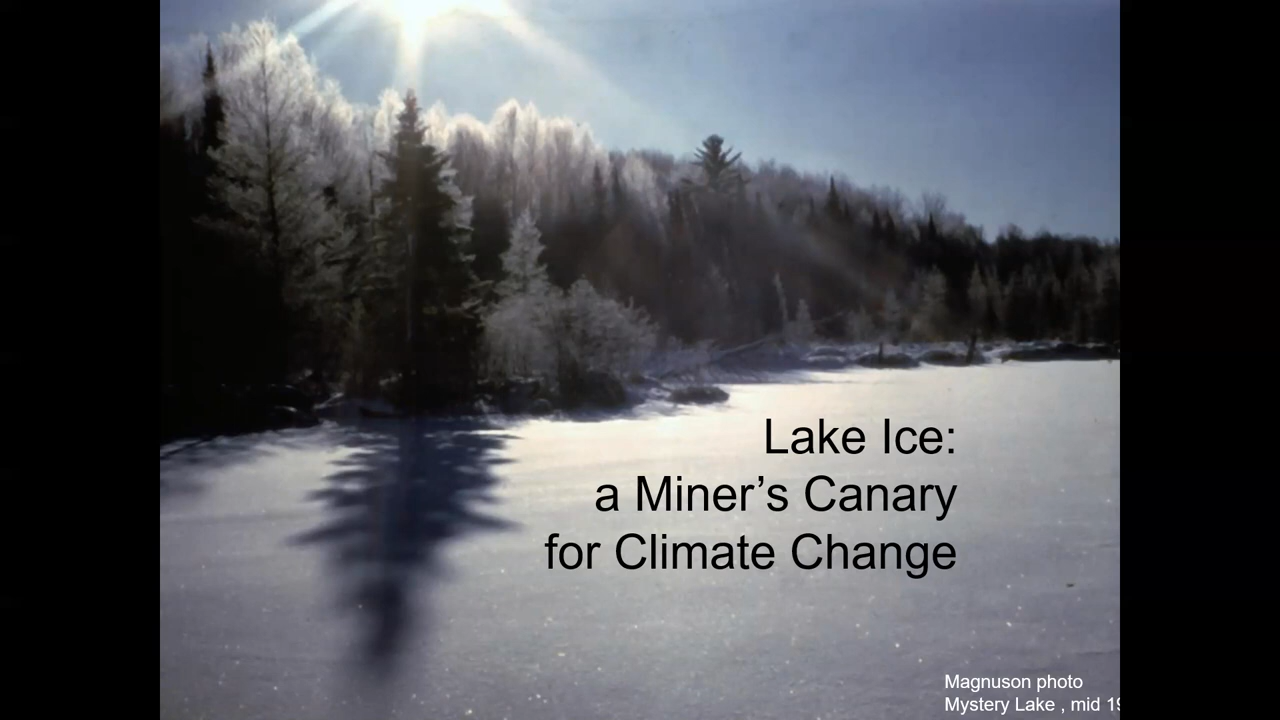 Lake Ice:
a Miner’s Canary
for Climate Change
Magnuson photo
Mystery Lake , mid